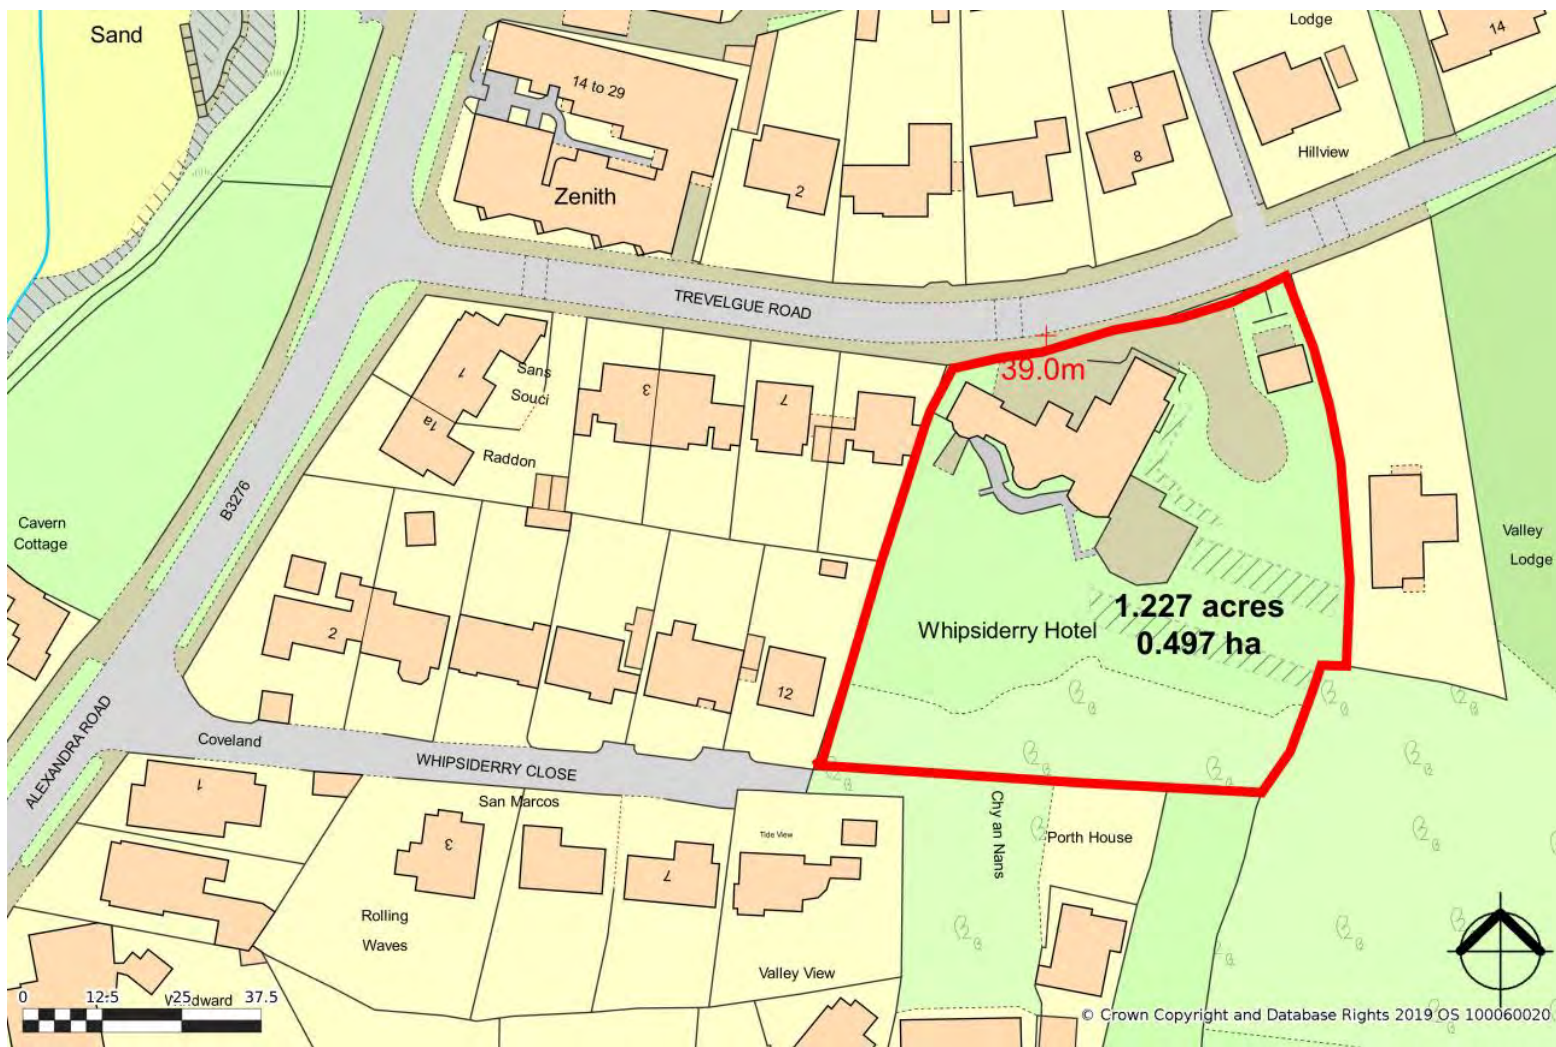 Sand
Lodge
14
14 to 29
Zenith
2
8
Hillview
TREVELGUE ROAD
39.0m
1
Sans
Souci
1a
Raddon
3
7
B3276
Cavern
Cottage
Valley
Lodge
1.227 acres
0.497 ha
Whipsiderry Hotel
2
12
ALEXANDRA ROAD
Coveland
WHIPSIDERRY CLOSE
1
San Marcos
3
7
Tide View
Chy an Nans
Porth House
Rolling
Waves
Valley View
Windward
0 12.5 25 37.5
© Crown Copyright and Database Rights 2019 OS 100060020